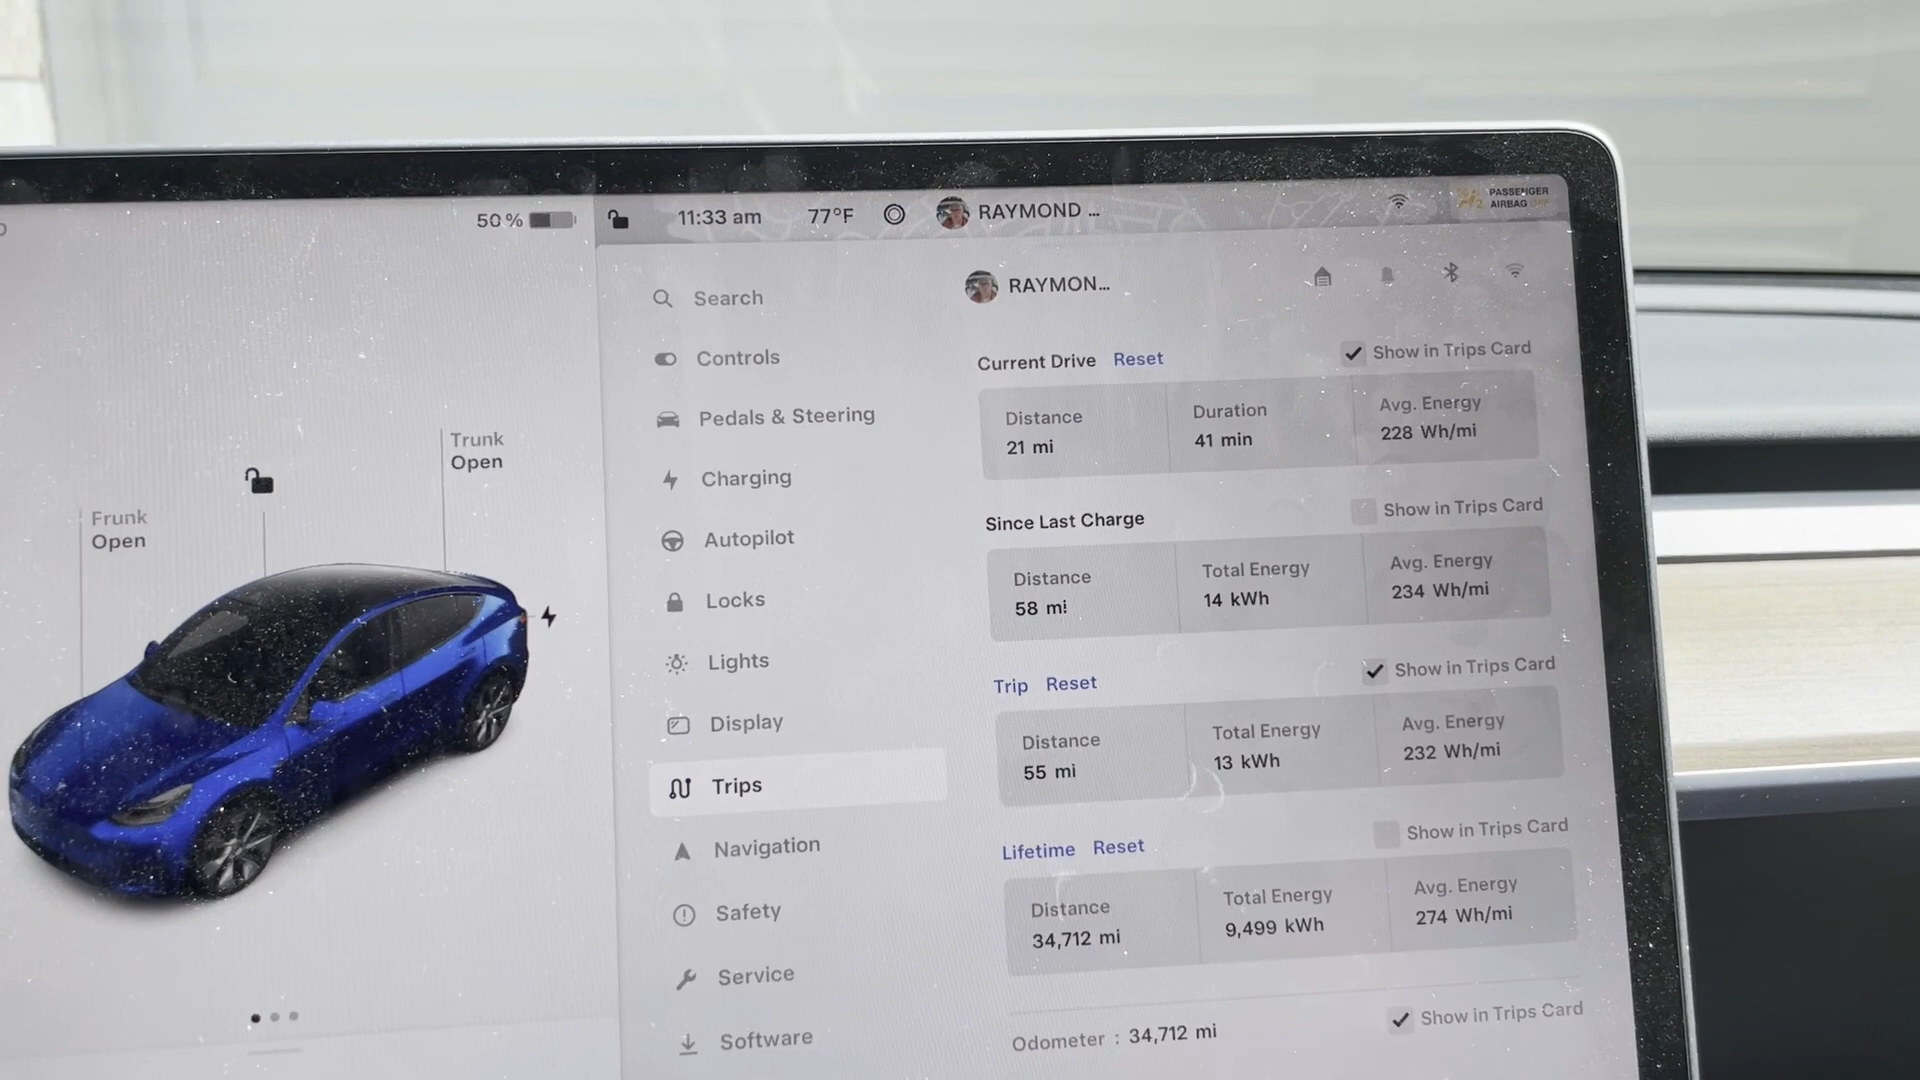 50 %
11:33 am
77°F
RAYMOND ...
PASSENGER
AIRBAG OFF
Trunk
Open
Frunk
Open
Search
Controls
Pedals & Steering
Charging
Autopilot
Locks
Lights
Display
Trips
Navigation
Safety
Service
Software
RAYMON...
Current Drive Reset
Show in Trips Card
Distance
21 mi
Duration
41 min
Avg. Energy
228 Wh/mi
Since Last Charge
Show in Trips Card
Distance
58 mi
Total Energy
14 kWh
Avg. Energy
234 Wh/mi
Trip Reset
Show in Trips Card
Distance
55 mi
Total Energy
13 kWh
Avg. Energy
232 Wh/mi
Lifetime Reset
Show in Trips Card
Distance
34,712 mi
Total Energy
9,499 kWh
Avg. Energy
274 Wh/mi
Odometer : 34,712 mi
Show in Trips Card